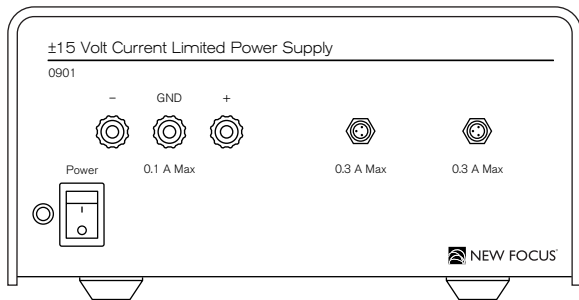 ±15 Volt Current Limited Power Supply
0901
– GND +
0.1 A Max 0.3 A Max 0.3 A Max
Power
NEW FOCUS